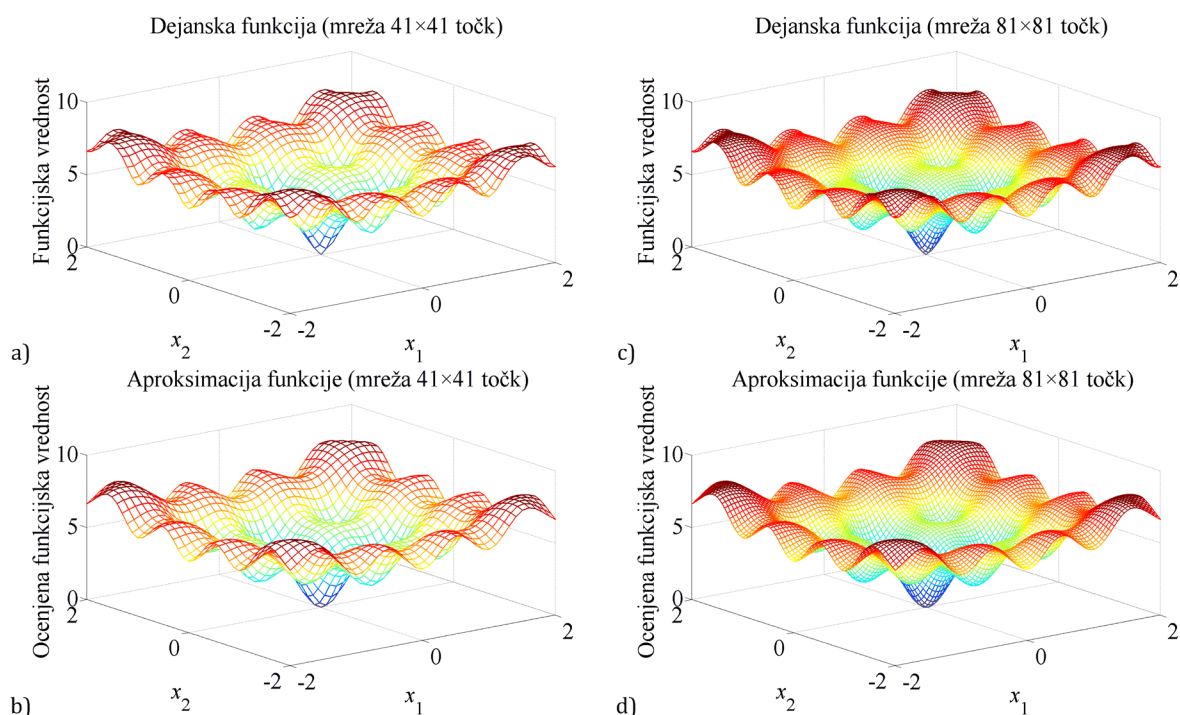 a)
Dejanska funkcija (mreža 41×41 točk)
Funkcijska vrednost
10
5
0
2
0
-2
-2
0
2
x2
x1
c)
Dejanska funkcija (mreža 81×81 točk)
Funkcijska vrednost
10
5
0
2
0
-2
-2
0
2
x2
x1
b)
Aproksimacija funkcije (mreža 41×41 točk)
Ocenjena funkcijska vrednost
10
5
0
2
0
-2
-2
0
2
x2
x1
d)
Aproksimacija funkcije (mreža 81×81 točk)
Ocenjena funkcijska vrednost
10
5
0
2
0
-2
-2
0
2
x2
x1